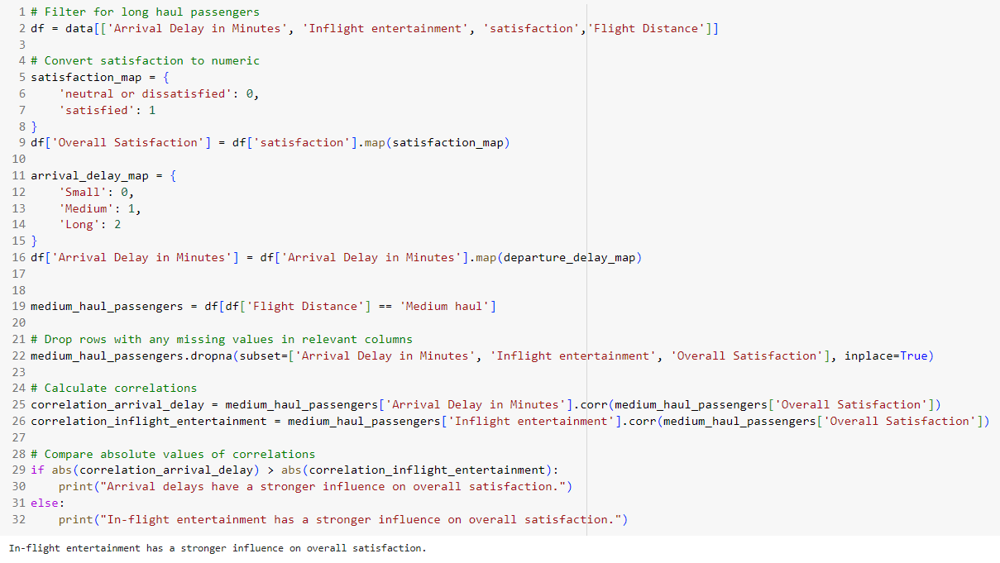 1 # Filter for long haul passengers
2 df = data[['Arrival Delay in Minutes', 'Inflight entertainment', 'satisfaction','Flight Distance']]
3
4 # Convert satisfaction to numeric
5 satisfaction_map = {
6     'neutral or dissatisfied': 0,
7     'satisfied': 1
8 }
9 df['Overall Satisfaction'] = df['satisfaction'].map(satisfaction_map)
10
11 arrival_delay_map = {
12     'Small': 0,
13     'Medium': 1,
14     'Long': 2
15 }
16 df['Arrival Delay in Minutes'] = df['Arrival Delay in Minutes'].map(departure_delay_map)
17
18
19 medium_haul_passengers = df[df['Flight Distance'] == 'Medium haul']
20
21 # Drop rows with any missing values in relevant columns
22 medium_haul_passengers.dropna(subset=['Arrival Delay in Minutes', 'Inflight entertainment', 'Overall Satisfaction'], inplace=True)
23
24 # Calculate correlations
25 correlation_arrival_delay = medium_haul_passengers['Arrival Delay in Minutes'].corr(medium_haul_passengers['Overall Satisfaction'])
26 correlation_inflight_entertainment = medium_haul_passengers['Inflight entertainment'].corr(medium_haul_passengers['Overall Satisfaction'])
27
28 # Compare absolute values of correlations
29 if abs(correlation_arrival_delay) > abs(correlation_inflight_entertainment):
30     print("Arrival delays have a stronger influence on overall satisfaction.")
31 else:
32     print("In-flight entertainment has a stronger influence on overall satisfaction.")
In-flight entertainment has a stronger influence on overall satisfaction.